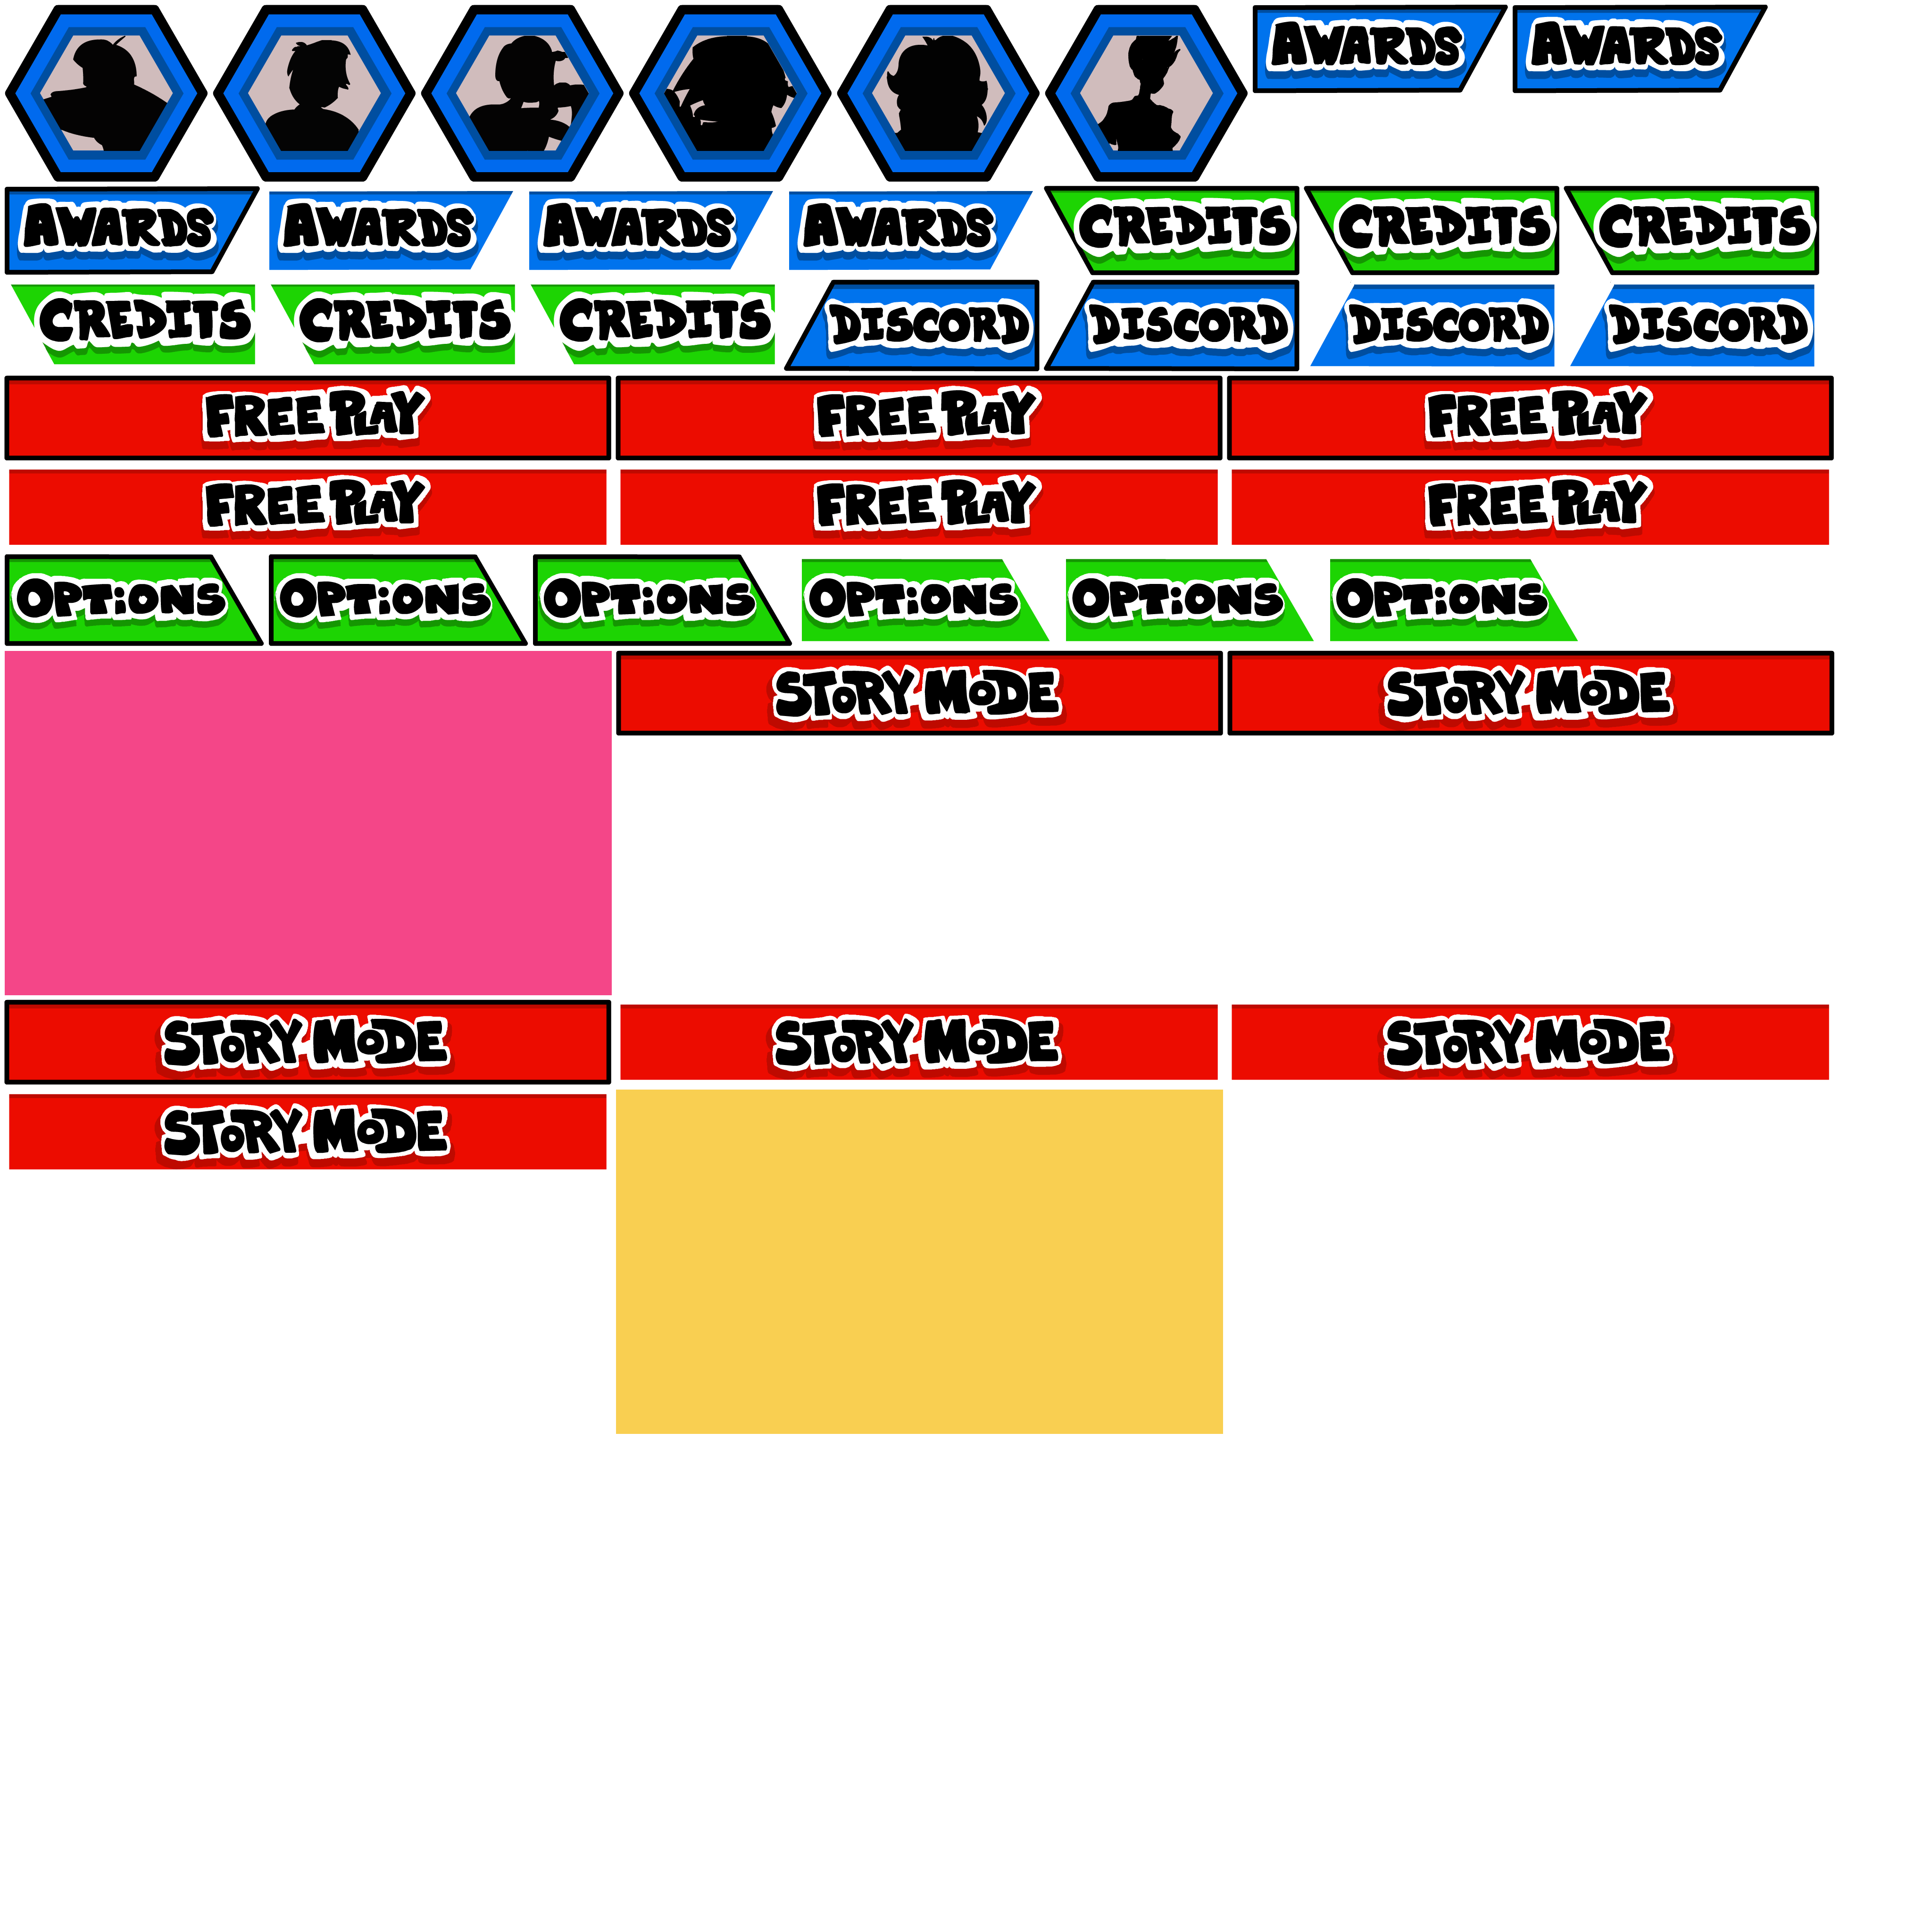 AWARDS AWARDS
AWARDS AWARDS AWARDS AWARDS CREDITS CREDITS CREDITS
CREDITS CREDITS CREDITS DISCORD DISCORD DISCORD DISCORD
FREE PLAY FREE PLAY FREE PLAY
FREE PLAY FREE PLAY FREE PLAY
OPTiONS OPTiONS OPTiONS OPTiONS OPTiONS OPTiONS
SToRY MoDE SToRY MoDE
SToRY MoDE SToRY MoDE SToRY MoDE
SToRY MoDE